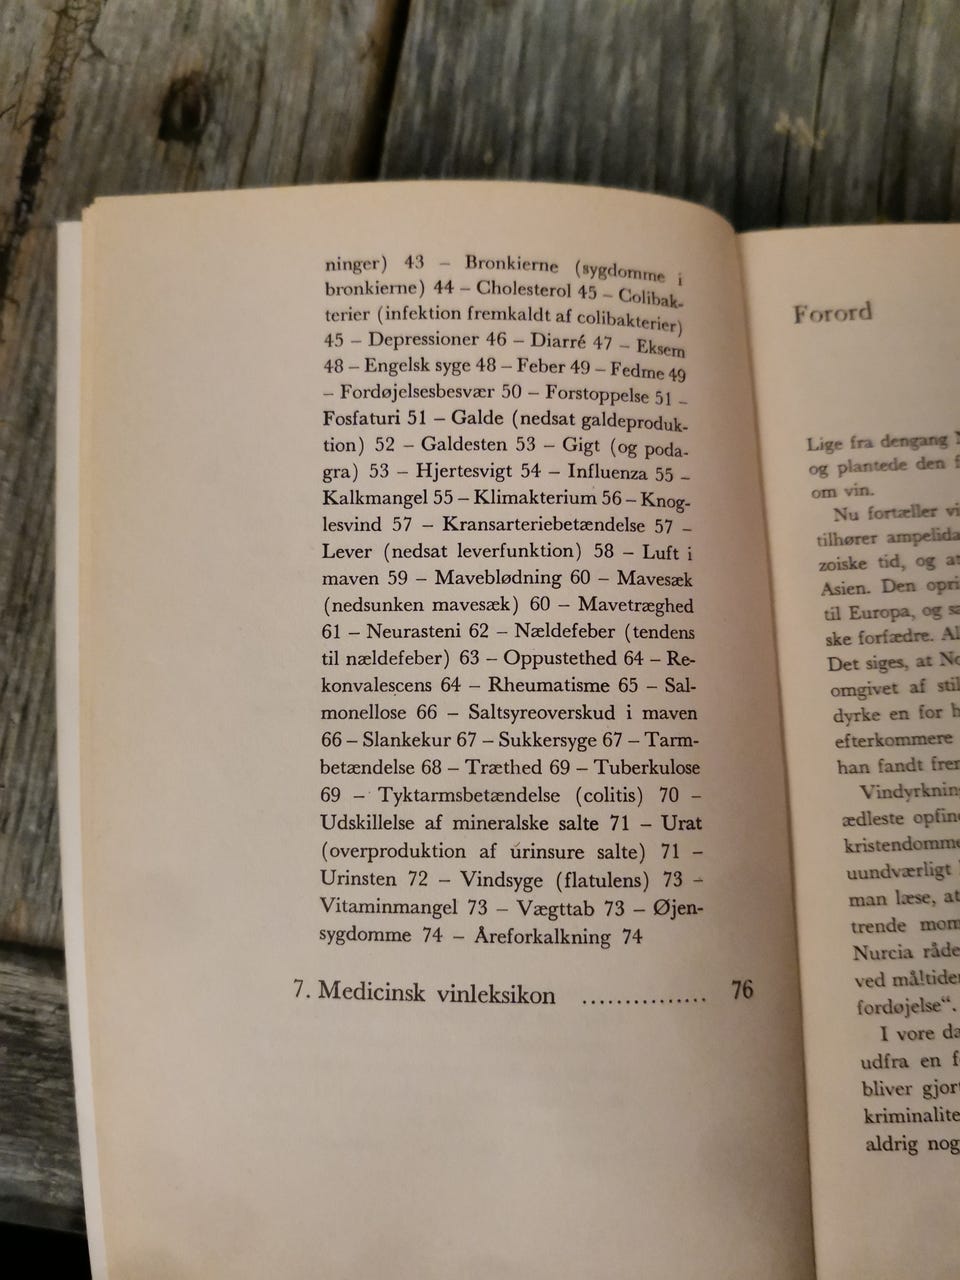 ninger) 43 – Bronkierne (sygdomme i
bronkierne) 44 – Cholesterol 45 – Colibak-
terier (infektion fremkaldt af colibakterier)
45 – Depressioner 46 – Diarré 47 – Eksem
48 – Engelsk syge 48 – Feber 49 – Fedme 49
– Fordøjelsesbesvær 50 – Forstoppelse 51 –
Fosfaturi 51 – Galde (nedsat galdeproduk-
tion) 52 – Galdesten 53 – Gigt (og poda-
gra) 53 – Hjertesvigt 54 – Influenza 55 –
Kalkmangel 55 – Klimakterium 56 – Knog-
lesvind 57 – Kransarteriebetændelse 57 –
Lever (nedsat leverfunktion) 58 – Luft i
maven 59 – Maveblødning 60 – Mavesæk
(nedsunken mavesæk) 60 – Mavetræghed
61 – Neurasteni 62 – Nældefeber (tendens
til nældefeber) 63 – Oppustethed 64 – Re-
konvalescens 64 – Rheumatisme 65 – Sal-
monellose 66 – Saltsyreoverskud i maven
66 – Slankekur 67 – Sukkersyge 67 – Tarm-
betændelse 68 – Træthed 69 – Tuberkulose
69 – Tyktarmsbetændelse (colitis) 70 –
Udskillelse af mineralske salte 71 – Urat
(overproduktion af urinsure salte) 71 –
Urinsten 72 – Vindsyge (flatulens) 73 –
Vitaminmangel 73 – Vægttab 73 – Øjen-
sygdomme 74 – Åreforkalkning 74
7. Medicinsk vinleksikon ............... 76
Forord
Lige fra dengang
og plantede den
om vin.
Nu fortæller
tilhører
zoiske tid, og
Asien. Den
til Europa, og
ske forfædre.
Det siges, at
omgivet af
dyrke en for
efterkommere
han fandt
Vindyrknin
ædleste
kristendomm
uundværligt
man læse, at
trende
Nurcia råde
ved måltide
fordøjelse“.
I vore
udfra en
bliver
kriminalite
aldrig